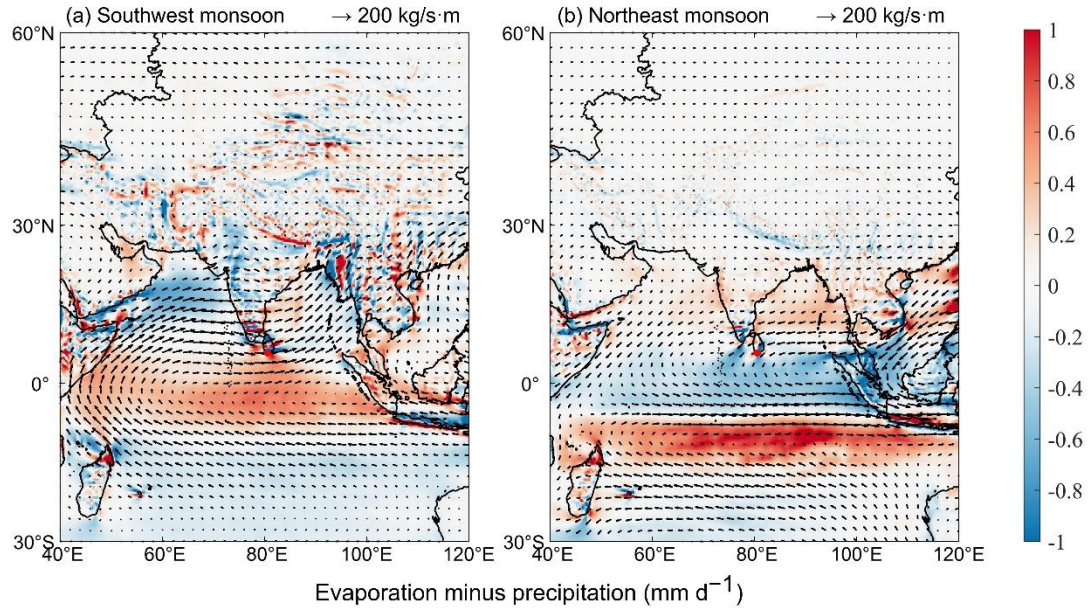 (a) Southwest monsoon → 200 kg/s·m
(b) Northeast monsoon → 200 kg/s·m
60°N
30°N
0°
30°S
40°E 60°E 80°E 100°E 120°E
60°N
30°N
0°
30°S
40°E 60°E 80°E 100°E 120°E
1
0.8
0.6
0.4
0.2
0
-0.2
-0.4
-0.6
-0.8
-1
Evaporation minus precipitation (mm d⁻¹)